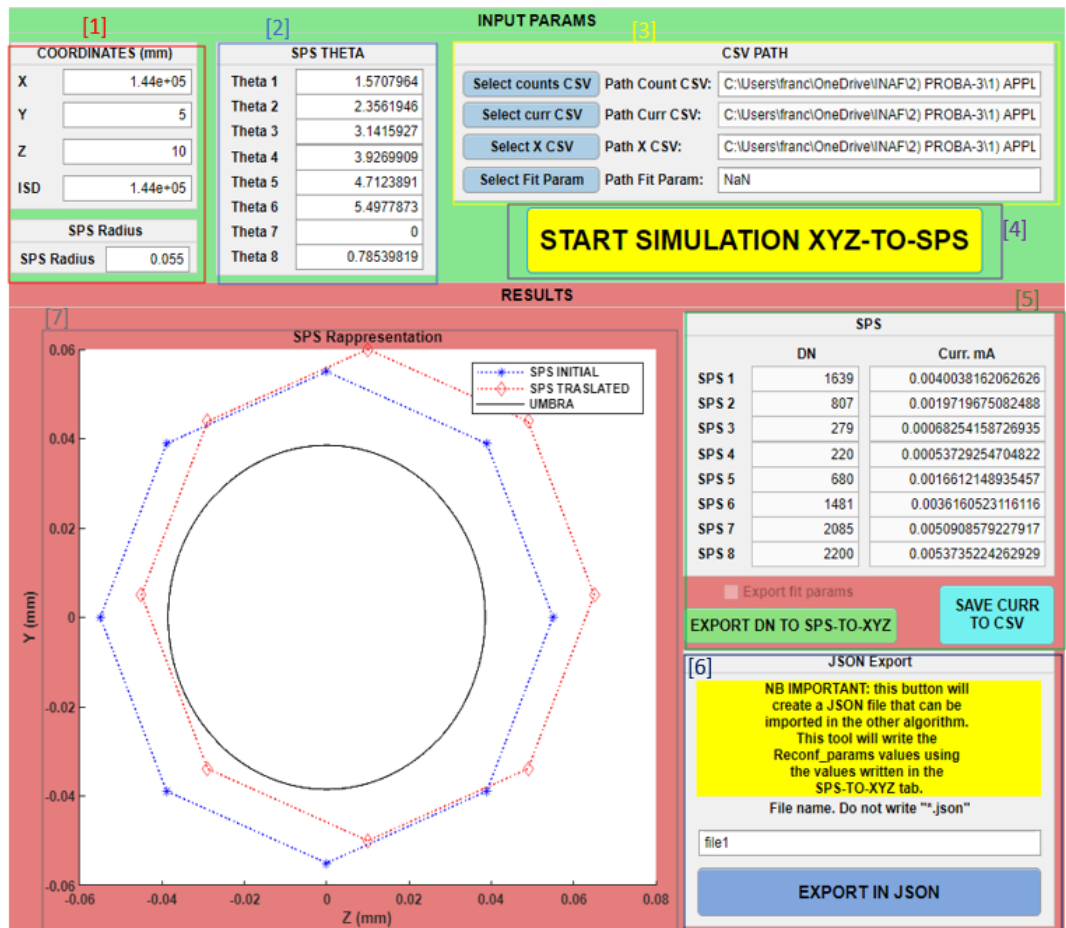 INPUT PARAMS
[1]
COORDINATES (mm)
X 1.44e+05
Y 5
Z 10
ISD 1.44e+05
SPS Radius
SPS Radius 0.055
[2]
SPS THETA
Theta 1 1.5707964
Theta 2 2.3561946
Theta 3 3.1415927
Theta 4 3.9269909
Theta 5 4.7123891
Theta 6 5.4977873
Theta 7 0
Theta 8 0.78539819
[3]
CSV PATH
Select counts CSV Path Count CSV: C:\Users\franc\OneDrive\INAF\2) PROBA-3\1) APPL
Select curr CSV Path Curr CSV: C:\Users\franc\OneDrive\INAF\2) PROBA-3\1) APPL
Select X CSV Path X CSV: C:\Users\franc\OneDrive\INAF\2) PROBA-3\1) APPL
Select Fit Param Path Fit Param: NaN
START SIMULATION XYZ-TO-SPS
[4]
RESULTS
[7]
SPS Rappresentation
SPS INITIAL
SPS TRASLATED
UMBRA
0.06
0.04
0.02
0
-0.02
-0.04
-0.06
Y (mm)
-0.06 -0.04 -0.02 0 0.02 0.04 0.06 0.08
Z (mm)
[5]
SPS
DN Curr. mA
SPS 1 1639 0.0040038162062626
SPS 2 807 0.0019719675082488
SPS 3 279 0.00068254158726935
SPS 4 220 0.00053729254704822
SPS 5 680 0.0016612148935457
SPS 6 1481 0.0036160523116116
SPS 7 2085 0.0050908579227917
SPS 8 2200 0.0053735224262929
Export fit params
EXPORT DN TO SPS-TO-XYZ
SAVE CURR
TO CSV
[6]
JSON Export
NB IMPORTANT: this button will
create a JSON file that can be
imported in the other algorithm.
This tool will write the
Reconf_params values using
the values written in the
SPS-TO-XYZ tab.
File name. Do not write "*.json"
file1
EXPORT IN JSON